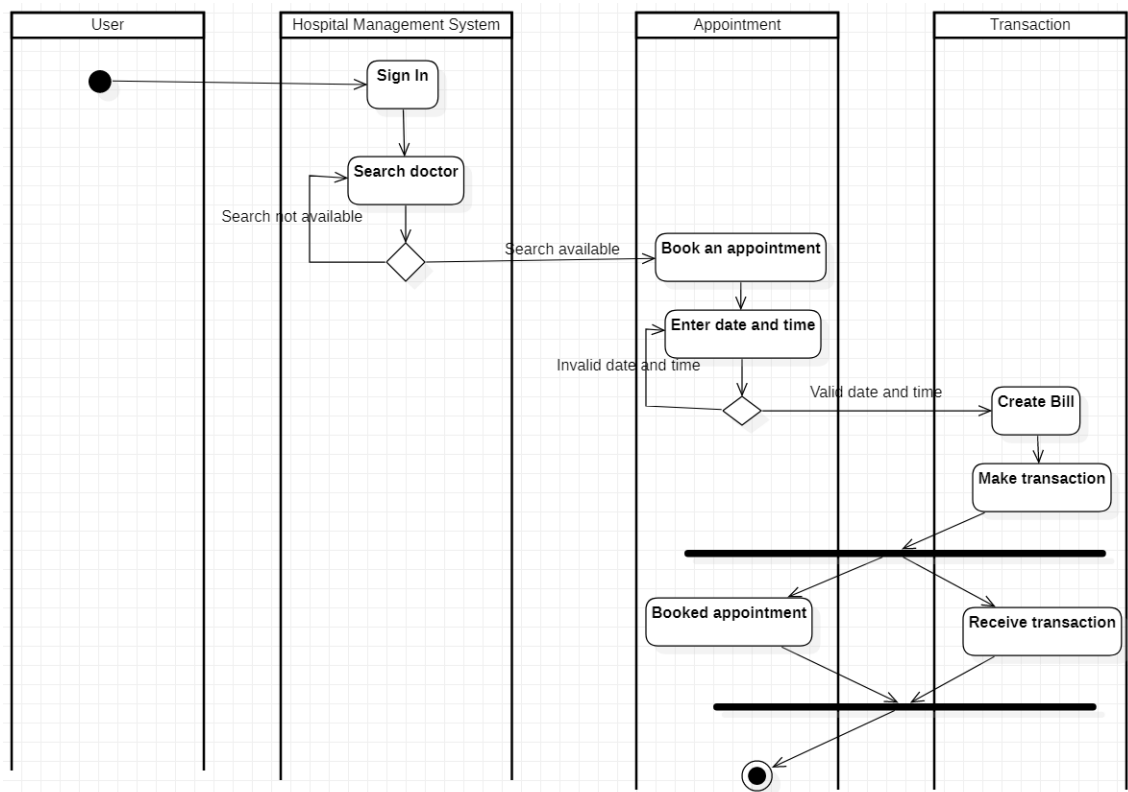 User
Hospital Management System
Appointment
Transaction
Sign In
Search doctor
Search not available
Search available
Book an appointment
Enter date and time
Invalid date and time
Valid date and time
Create Bill
Make transaction
Booked appointment
Receive transaction